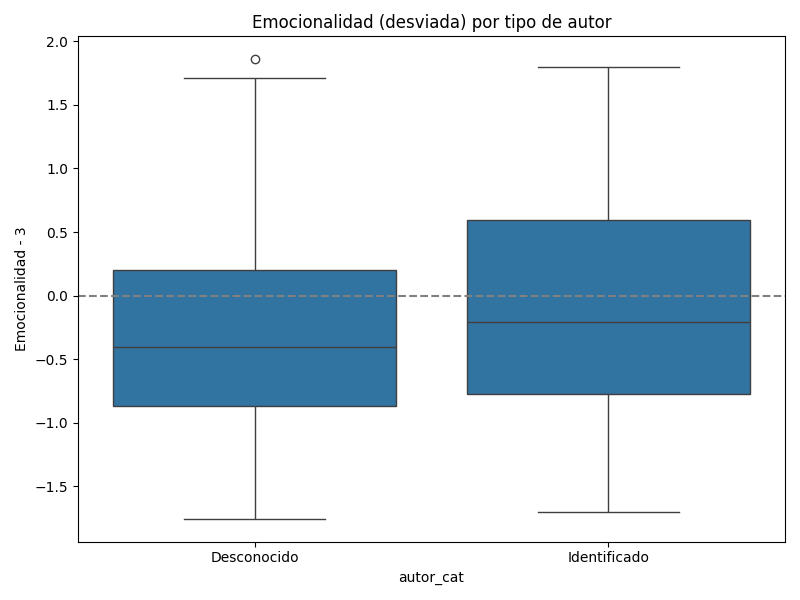 Emocionalidad (desviada) por tipo de autor
Emocionalidad - 3
2.0
1.5
1.0
0.5
0.0
−0.5
−1.0
−1.5
Desconocido
Identificado
autor_cat